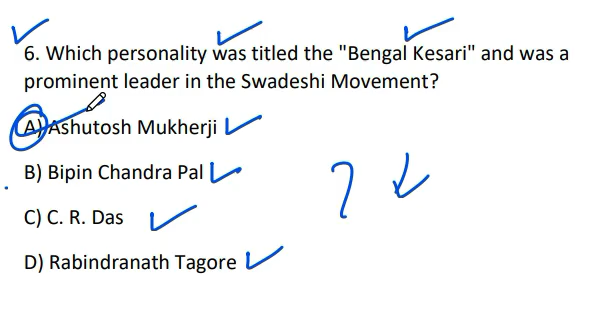 6. Which personality was titled the "Bengal Kesari" and was a
prominent leader in the Swadeshi Movement?
A) Ashutosh Mukherji
B) Bipin Chandra Pal
C) C. R. Das
D) Rabindranath Tagore
?